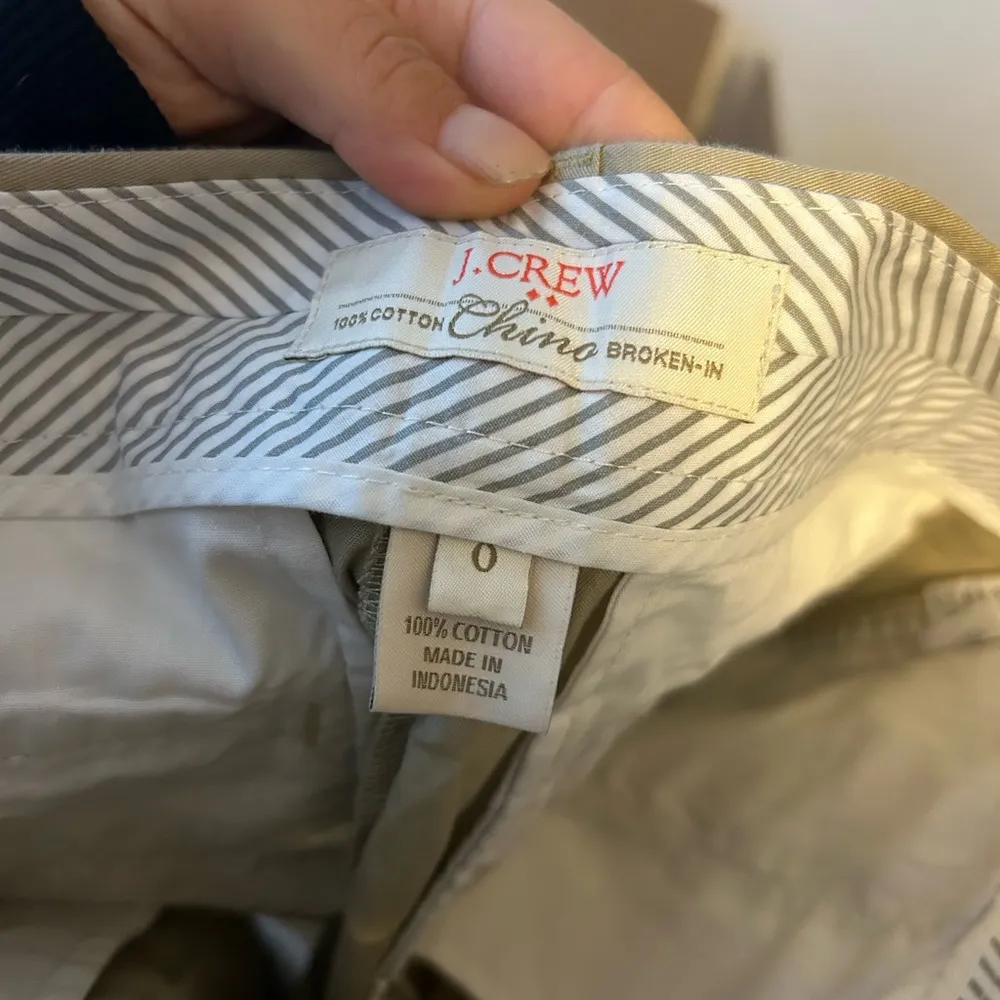 J.CREW
100% COTTON Chino BROKEN-IN
0
100% COTTON
MADE IN
INDONESIA